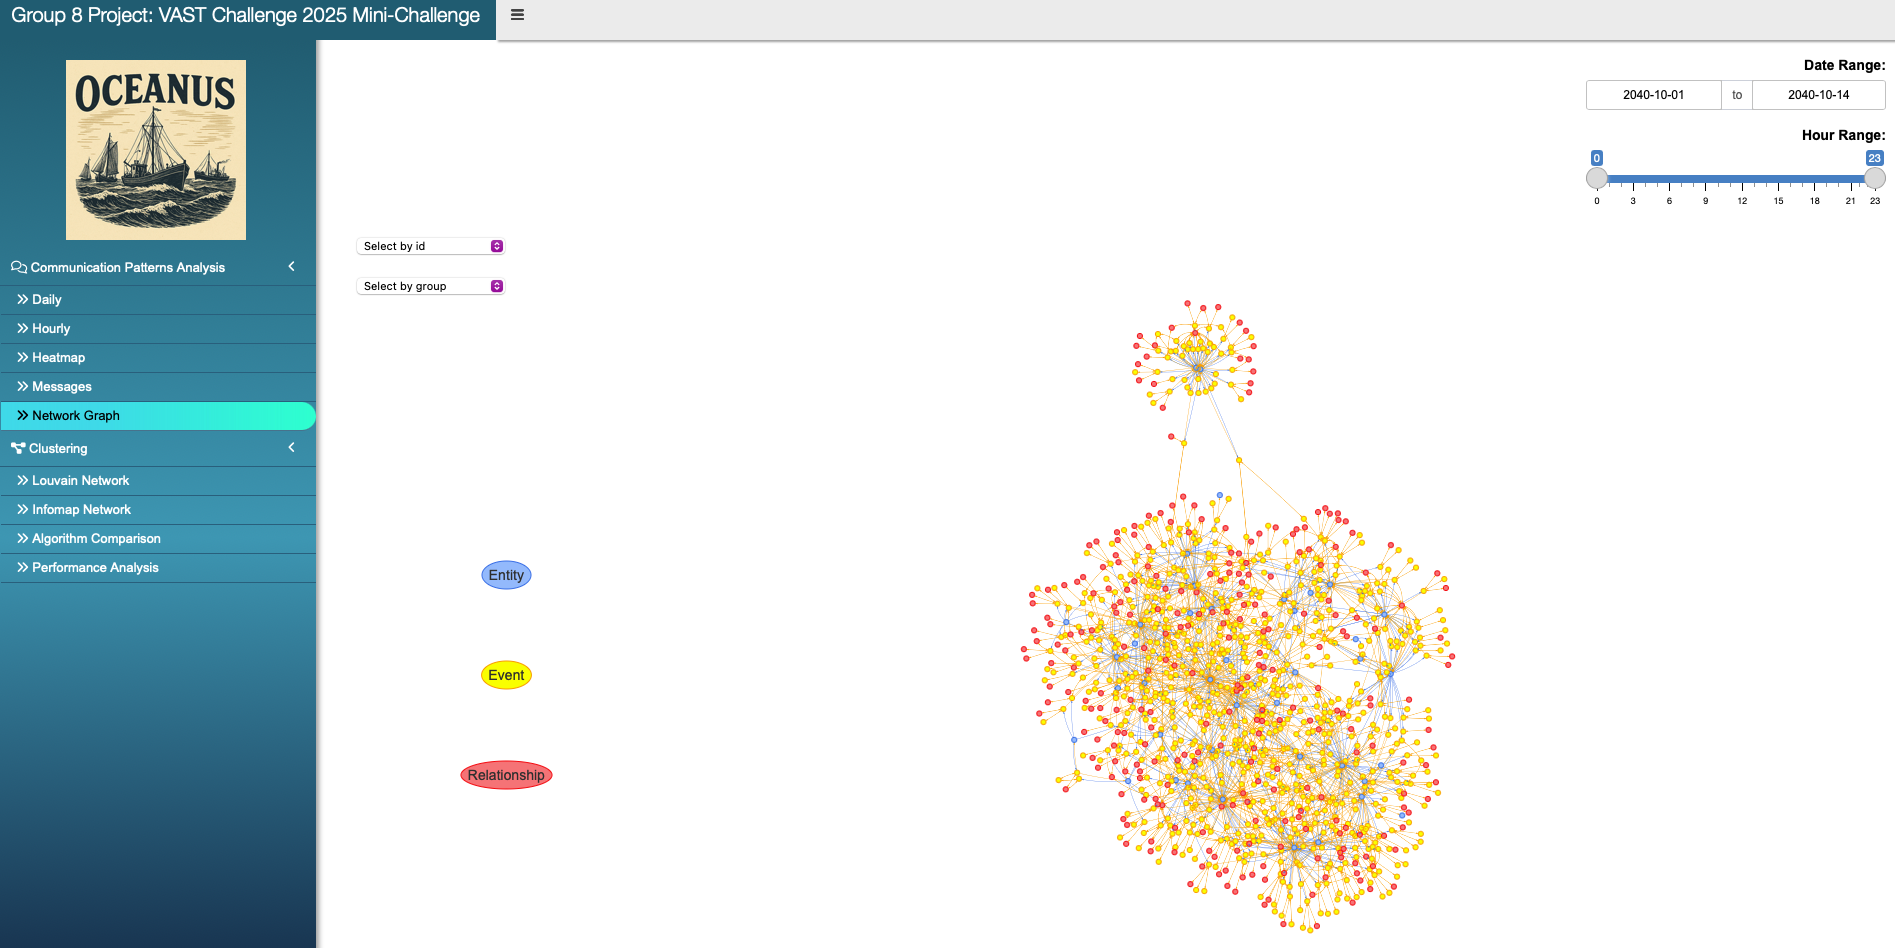 Group 8 Project: VAST Challenge 2025 Mini-Challenge
OCEANUS
Communication Patterns Analysis
Daily
Hourly
Heatmap
Messages
Network Graph
Clustering
Louvain Network
Infomap Network
Algorithm Comparison
Performance Analysis
Date Range:
2040-10-01 to 2040-10-14
Hour Range:
0 23
0 3 6 9 12 15 18 21 23
Select by id
Select by group
Entity
Event
Relationship